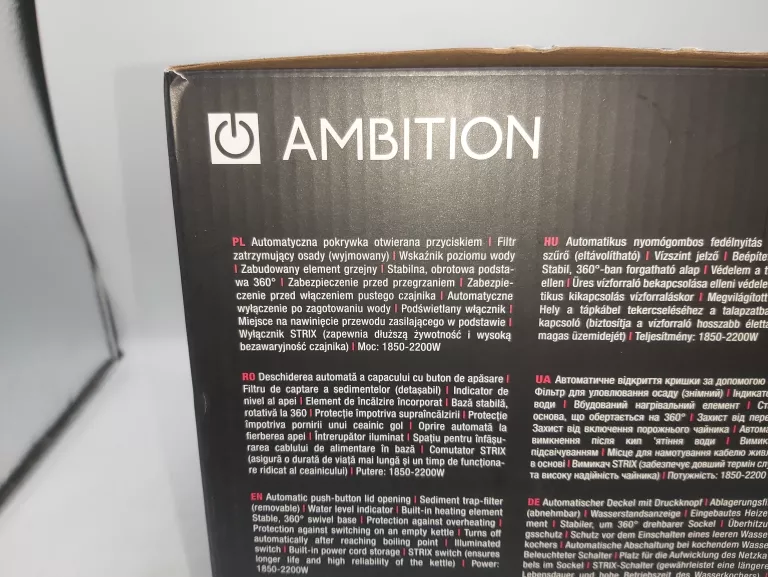 AMBITION
PL Automatyczna pokrywka otwierana przyciskiem | Filtr
zatrzymujący osady (wyjmowany) | Wskaźnik poziomu wody
| Zabudowany element grzejny | Stabilna, obrotowa podsta-
wa 360° | Zabezpieczenie przed przegrzaniem | Zabezpie-
czenie przed włączeniem pustego czajnika | Automatyczne
wyłączenie po zagotowaniu wody | Podświetlany włącznik |
Miejsce na nawinięcie przewodu zasilającego w podstawie |
Wyłącznik STRIX (zapewnia dłuższą żywotność i wysoką
bezawaryjność czajnika) | Moc: 1850-2200W
RO Deschiderea automată a capacului cu buton de apăsare |
Filtru de captare a sedimentelor (detașabil) | Indicator de
nivel al apei | Element de încălzire încorporat | Bază stabilă,
rotativă la 360 | Protecție împotriva supraîncălzirii | Protecție
împotriva pornirii unui ceainic gol | Oprire automată la
fierberea apei | Întrerupător iluminat | Spațiu pentru înfășu-
rarea cablului de alimentare în bază | Comutator STRIX
(asigură o durată de viață mai lungă și un timp de funcționa-
re ridicat al ceainicului) | Putere: 1850-2200W
EN Automatic push-button lid opening | Sediment trap-filter
(removable) | Water level indicator | Built-in heating element
Stable, 360° swivel base | Protection against overheating |
Protection against switching on an empty kettle | Turns off
automatically after reaching boiling point | Illuminated
switch | Built-in power cord storage | STRIX switch (ensures
longer life and high reliability of the kettle) | Power:
1850-2200W
HU Automatikus nyomógombos fedélnyitás
szűrő (eltávolítható) | Vízszint jelző | Beépíte
Stabil, 360°-ban forgatható alap | Védelem a t
ellen | Üres vízforraló bekapcsolása elleni védele
tikus kikapcsolás vízforraláskor | Megvilágított
Hely a tápkábel tekercseléséhez a talapzatba
kapcsoló (biztosítja a vízforraló hosszabb életta
magas üzemidejét) | Teljesítmény: 1850-2200W
UA Автоматичне відкриття кришки за допомогою
Фільтр для уловлювання осаду (знімний) | Індикато
води | Вбудований нагрівальний елемент | Ст
основа, що обертається на 360° | Захист від пере
Захист від включення порожнього чайника | Автома
вимкнення після кип 'ятіння води | Вимик
підсвічуванням | Місце для намотування кабелю жив
в основі | Вимикач STRIX (забезпечує довший термін слу
та високу надійність чайника) | Потужність: 1850-2200
DE Automatischer Deckel mit Druckknopf | Ablagerungsfil
(abnehmbar) | Wasserstandsanzeige | Eingebautes Heize
ment | Stabiler, um 360° drehbarer Sockel | Überhitzu
gsschutz | Schutz vor dem Einschalten eines leeren Wasse
kochers | Automatische Abschaltung bei kochendem Wasse
Beleuchteter Schalter | Platz für die Aufwicklung des Netzka
bels im Sockel | STRIX-Schalter (gewährleistet eine längere
Lebensdauer und hohe Betriebszeit des Wasserkochers)